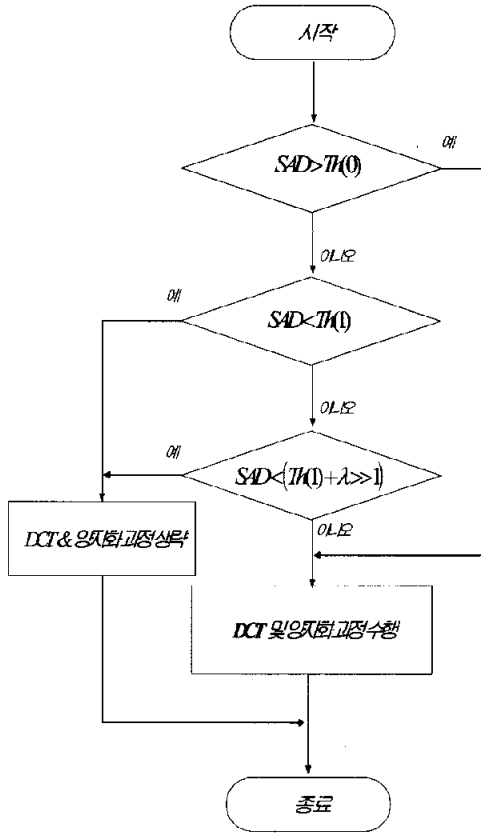 시작
예
SAD>Th(0)
아니요
예
SAD<Th(1)
아니요
예
SAD<(Th(1)+λ>>1)
아니요
DCT & 양자화 과정 생략
DCT 및 양자화 과정 수행
종료